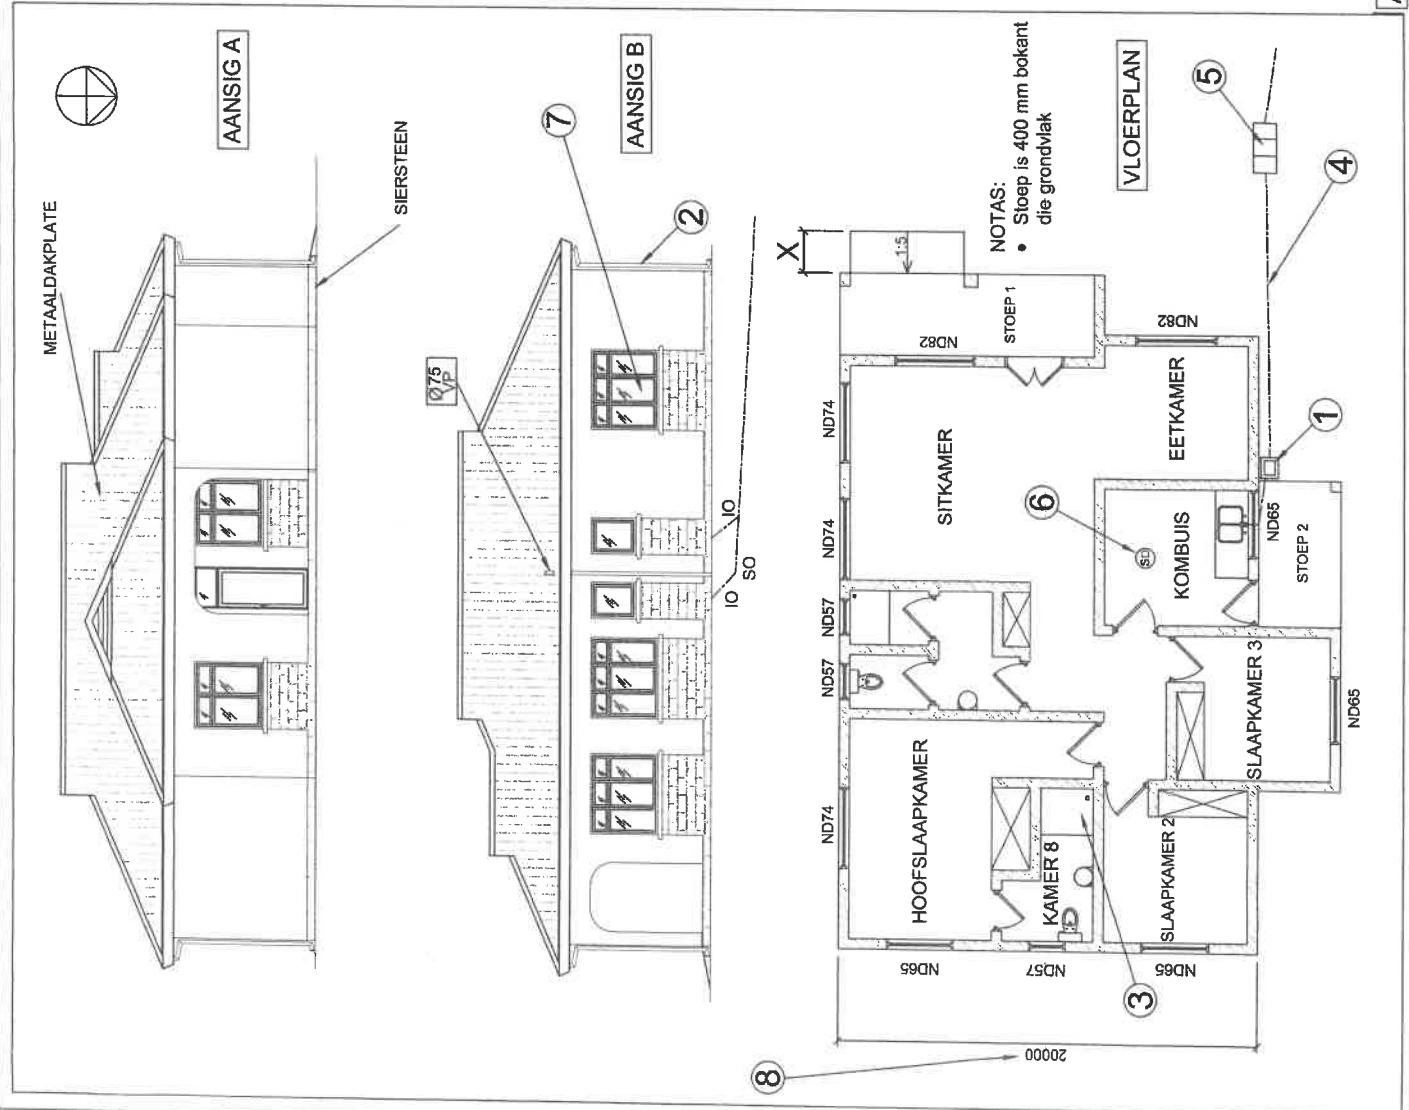 METAALDAKPLATE
AANSIG A
SIERSTEEN
AANSIG B
7
2
Ø75
VP
IO
SO
IO
VLOERPLAN
NOTAS:
• Stoep is 400 mm bokant
die grondvlak
X
1:5
STOEP 1
ND82
ND82
5
4
1
ND74
ND74
ND57
ND57
ND74
SITKAMER
EETKAMER
6
SD
KOMBUIS
ND65
STOEP 2
HOOFSLAAPKAMER
KAMER 8
SLAAPKAMER 2
SLAAPKAMER 3
ND65
ND65
ND57
ND65
3
20000
8